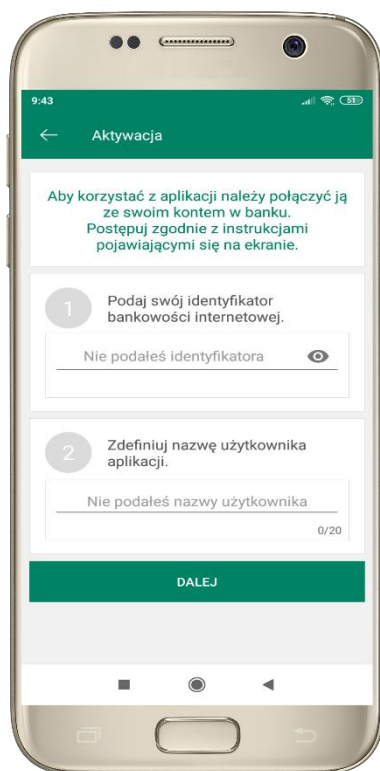 9:43
51
Aktywacja
Aby korzystać z aplikacji należy połączyć ją
ze swoim kontem w banku.
Postępuj zgodnie z instrukcjami
pojawiającymi się na ekranie.
1
Podaj swój identyfikator
bankowości internetowej.
Nie podałeś identyfikatora
2
Zdefiniuj nazwę użytkownika
aplikacji.
Nie podałeś nazwy użytkownika
0/20
DALEJ